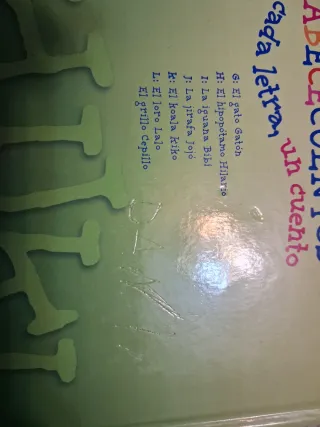 ABECECUENTOS
cada letra,
un cuento
G: El gato Gatón
H: El hipopótamo Hilario
I: La iguana Bibi
J: La jirafa Jojó
K: El koala Kiko
L: El loro Lalo
El grillo Cepillo